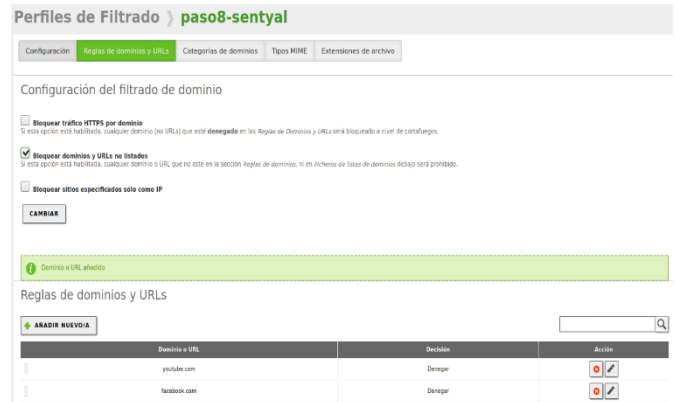 Perfiles de Filtrado ⟩ paso8-sentyal
Configuración Reglas de dominios y URLs Categorías de dominios Tipos MIME Extensiones de archivo
Configuración del filtrado de dominio
Bloquear tráfico HTTPS por dominio
Si esta opción está habilitada, cualquier dominio (no URLs) que esté denegado en las Reglas de Dominios y URLs será bloqueado a nivel de cortafuegos.
Bloquear dominios y URLs no listados
Si esta opción está habilitada, cualquier dominio o URL que no esté en la sección Reglas de dominios, ni en Ficheros de listas de dominios debajo será prohibido.
Bloquear sitios especificados sólo como IP
CAMBIAR
Dominio o URL añadido
Reglas de dominios y URLs
AÑADIR NUEVO/A
Dominio o URL Decisión Acción
youtube.com Denegar
facebook.com Denegar